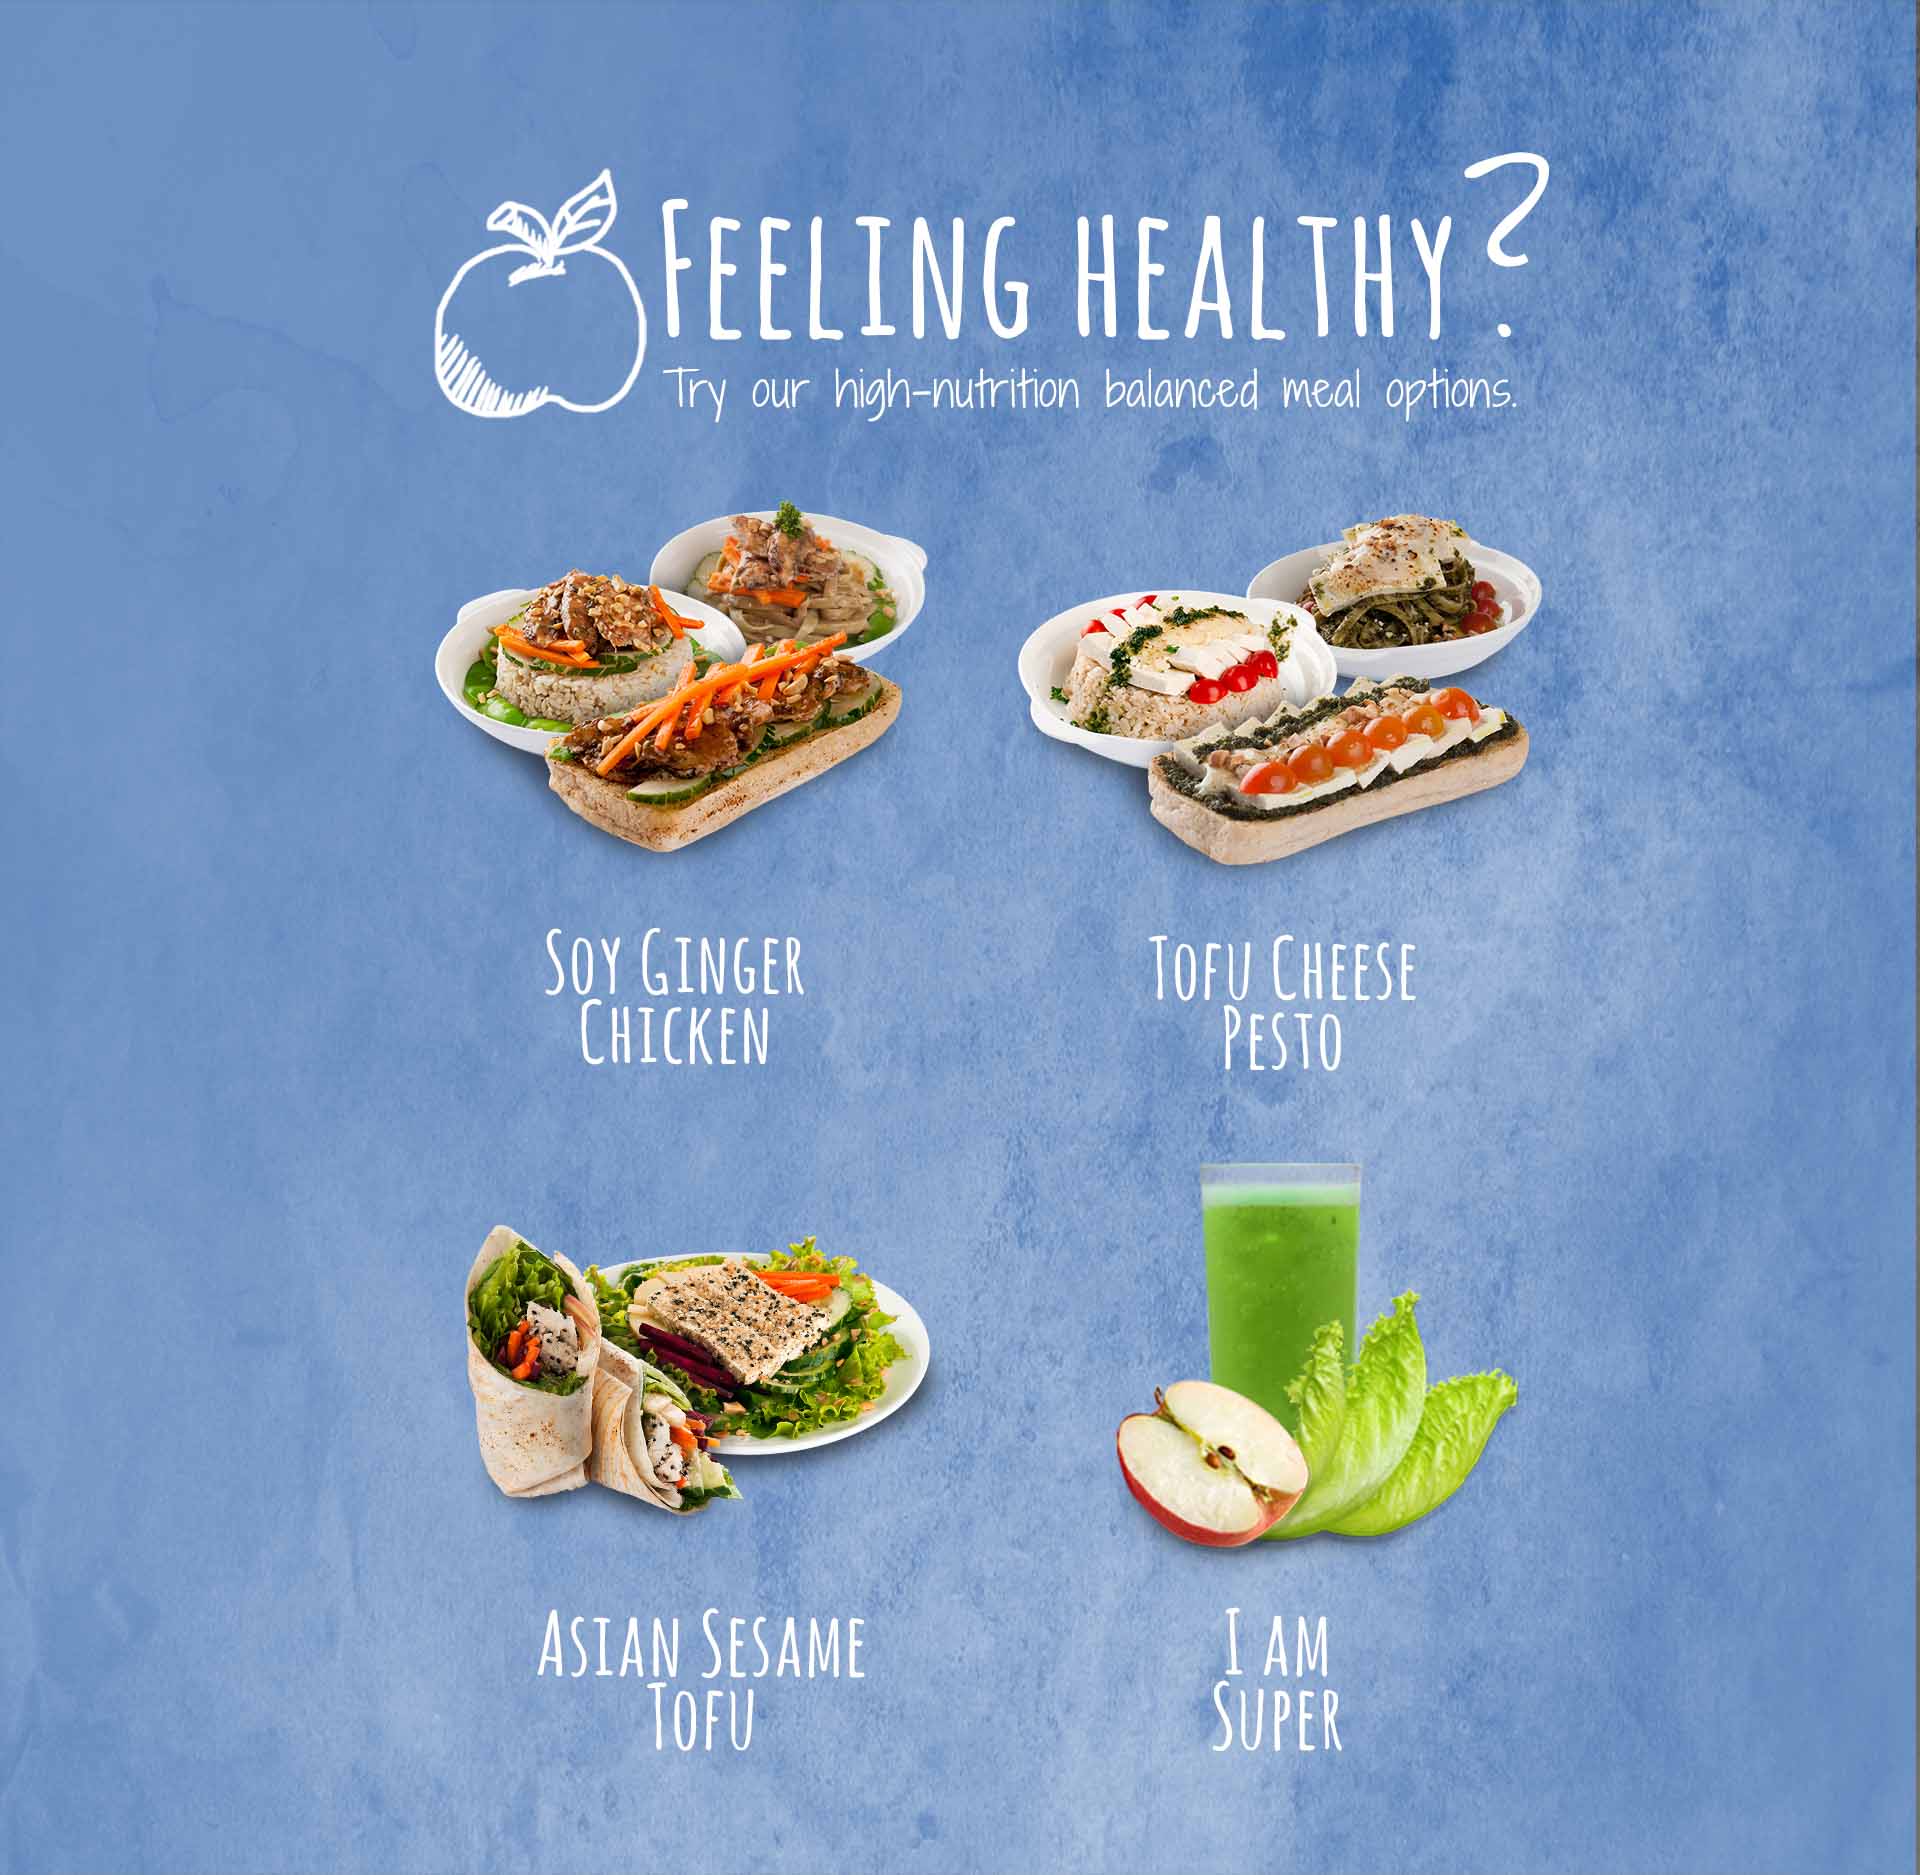 FEELING HEALTHY?
Try our high-nutrition balanced meal options.
SOY GINGER
CHICKEN
TOFU CHEESE
PESTO
ASIAN SESAME
TOFU
I AM
SUPER